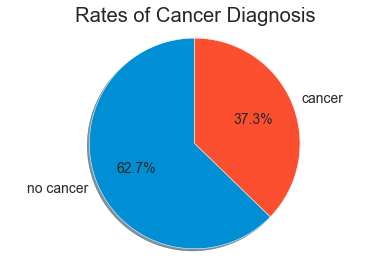 Rates of Cancer Diagnosis
cancer
37.3%
62.7%
no cancer